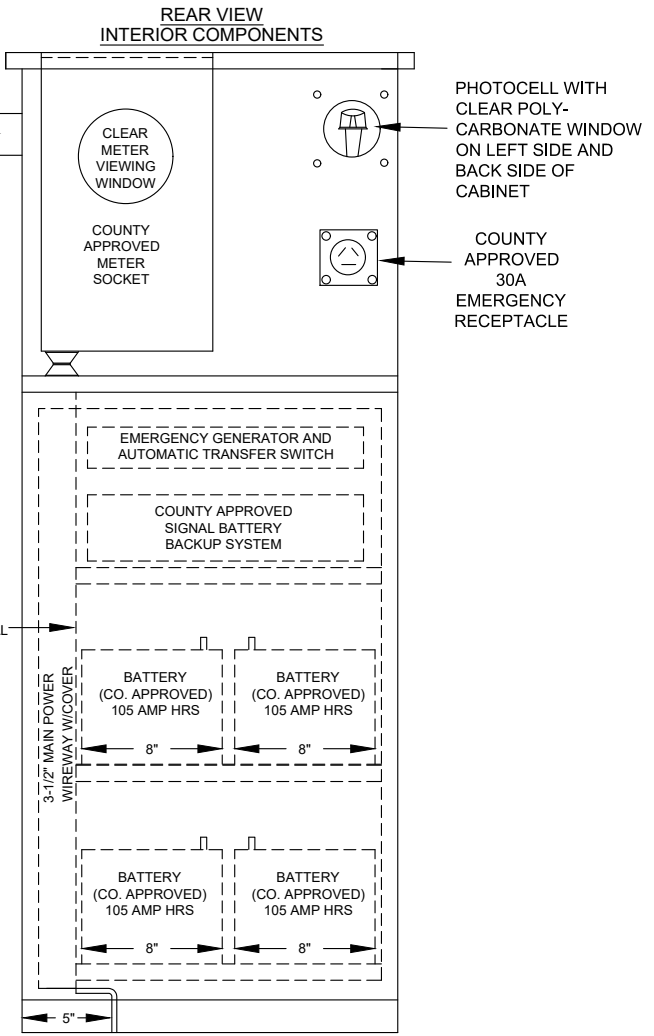 REAR VIEW
INTERIOR COMPONENTS
CLEAR
METER
VIEWING
WINDOW
COUNTY
APPROVED
METER
SOCKET
PHOTOCELL WITH
CLEAR POLY-
CARBONATE WINDOW
ON LEFT SIDE AND
BACK SIDE OF
CABINET
COUNTY
APPROVED
30A
EMERGENCY
RECEPTACLE
EMERGENCY GENERATOR AND
AUTOMATIC TRANSFER SWITCH
COUNTY APPROVED
SIGNAL BATTERY
BACKUP SYSTEM
3-1/2" MAIN POWER
WIREWAY W/COVER
BATTERY
(CO. APPROVED)
105 AMP HRS
8"
BATTERY
(CO. APPROVED)
105 AMP HRS
8"
BATTERY
(CO. APPROVED)
105 AMP HRS
8"
BATTERY
(CO. APPROVED)
105 AMP HRS
8"
5"